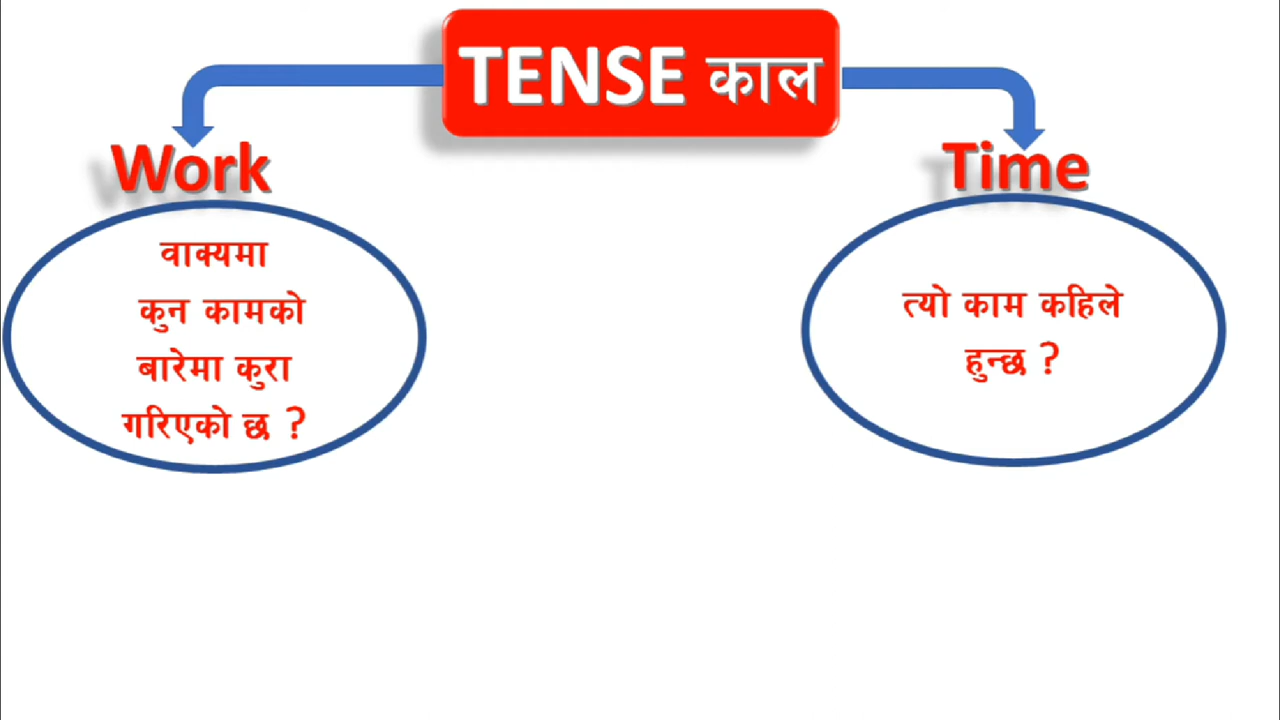 TENSE काल
Work
वाक्यमा
कुन कामको
बारेमा कुरा
गरिएको छ ?
Time
त्यो काम कहिले
हुन्छ ?